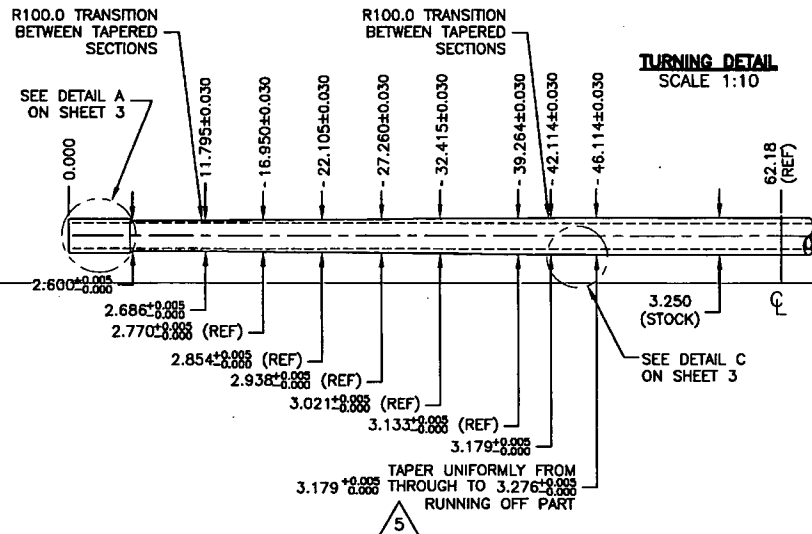 R100.0 TRANSITION
BETWEEN TAPERED
SECTIONS
R100.0 TRANSITION
BETWEEN TAPERED
SECTIONS
TURNING DETAIL
SCALE 1:10
SEE DETAIL A
ON SHEET 3
0.000
11.795±0.030
16.950±0.030
22.105±0.030
27.260±0.030
32.415±0.030
39.264±0.030
42.114±0.030
46.114±0.030
62.18
(REF)
2.600+0.005 -0.000
2.686+0.005 -0.000
2.770+0.005 -0.000 (REF)
2.854+0.005 -0.000 (REF)
2.938+0.005 -0.000 (REF)
3.021+0.005 -0.000 (REF)
3.133+0.005 -0.000 (REF)
3.179+0.005 -0.000
3.250
(STOCK)
℄
SEE DETAIL C
ON SHEET 3
TAPER UNIFORMLY FROM
3.179 +0.005 -0.000 THROUGH TO 3.276+0.005 -0.000
RUNNING OFF PART
5